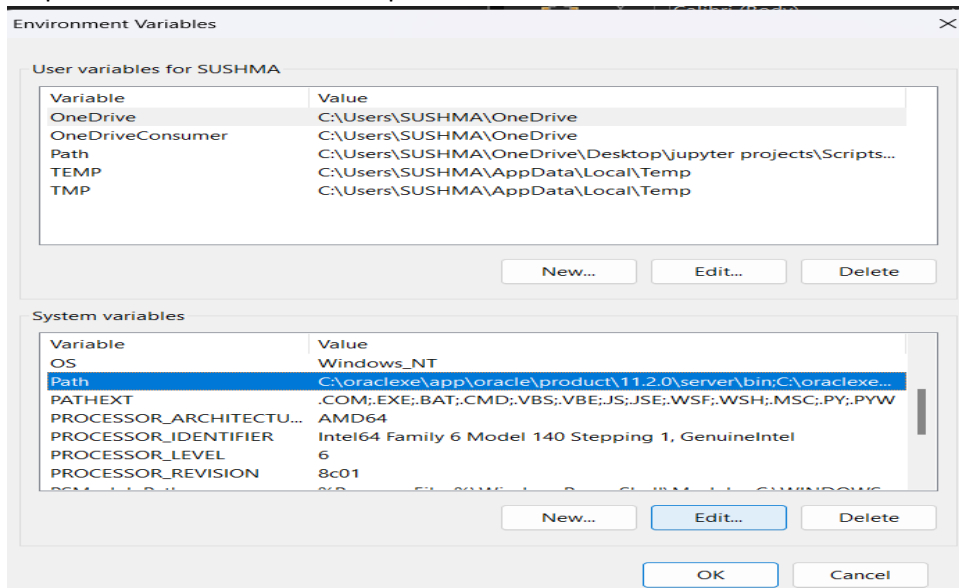 Environment Variables
User variables for SUSHMA
Variable Value
OneDrive C:\Users\SUSHMA\OneDrive
OneDriveConsumer C:\Users\SUSHMA\OneDrive
Path C:\Users\SUSHMA\OneDrive\Desktop\jupyter projects\Scripts...
TEMP C:\Users\SUSHMA\AppData\Local\Temp
TMP C:\Users\SUSHMA\AppData\Local\Temp
New... Edit... Delete
System variables
Variable Value
OS Windows_NT
Path C:\oraclexe\app\oracle\product\11.2.0\server\bin;C:\oraclexe...
PATHEXT .COM;.EXE;.BAT;.CMD;.VBS;.VBE;.JS;.JSE;.WSF;.WSH;.MSC;.PY;.PYW
PROCESSOR_ARCHITECTU... AMD64
PROCESSOR_IDENTIFIER Intel64 Family 6 Model 140 Stepping 1, GenuineIntel
PROCESSOR_LEVEL 6
PROCESSOR_REVISION 8c01
New... Edit... Delete
OK Cancel